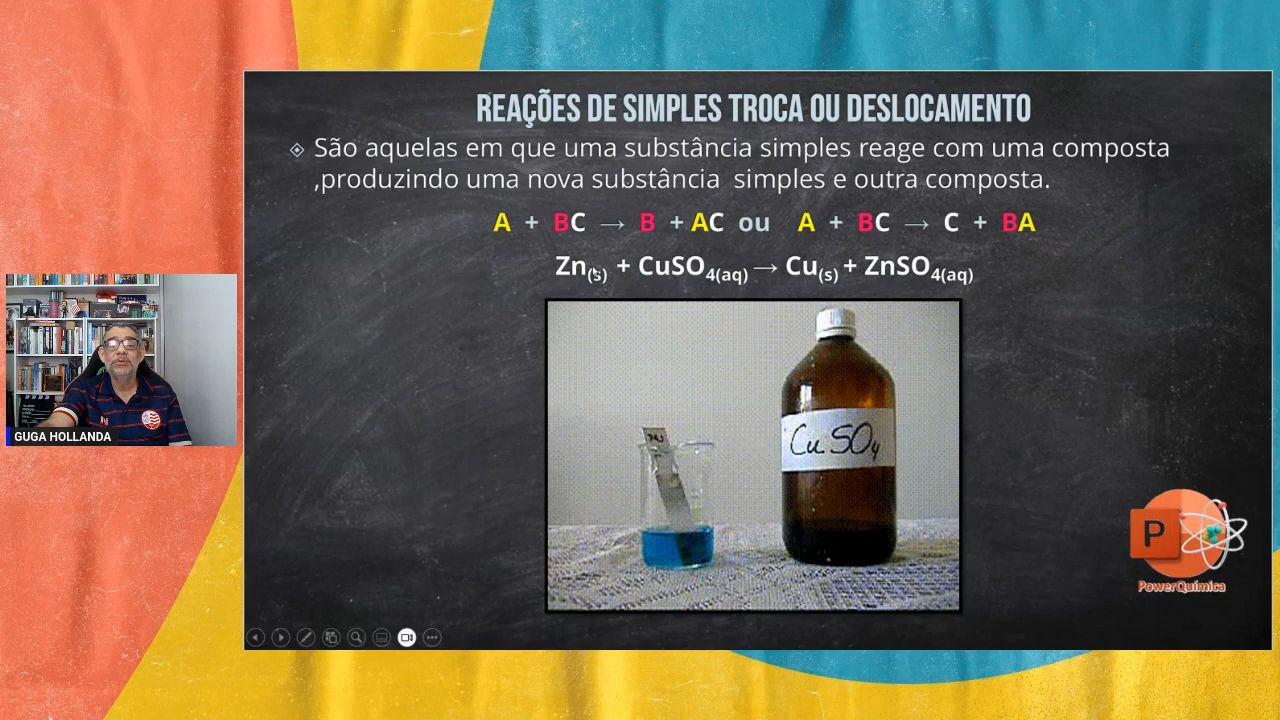 REAÇÕES DE SIMPLES TROCA OU DESLOCAMENTO
São aquelas em que uma substância simples reage com uma composta
,produzindo uma nova substância simples e outra composta.
A + BC → B + AC ou A + BC → C + BA
Zn(s) + CuSO4(aq) → Cu(s) + ZnSO4(aq)
CuSO4
GUGA HOLLANDA
P
PowerQuímica